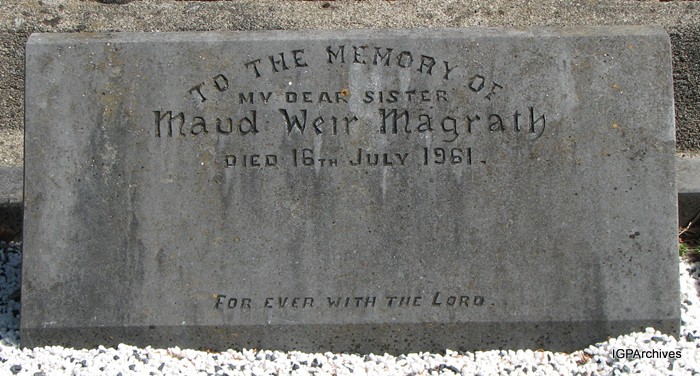 TO THE MEMORY OF
MY DEAR SISTER
Maud Weir Magrath
DIED 16TH JULY 1961.
FOR EVER WITH THE LORD.
IGPArchives